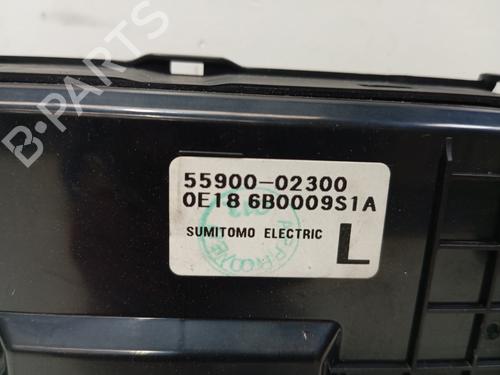 B-PARTS
55900-02300
0E18 6B0009S1A
SUMITOMO ELECTRIC
L